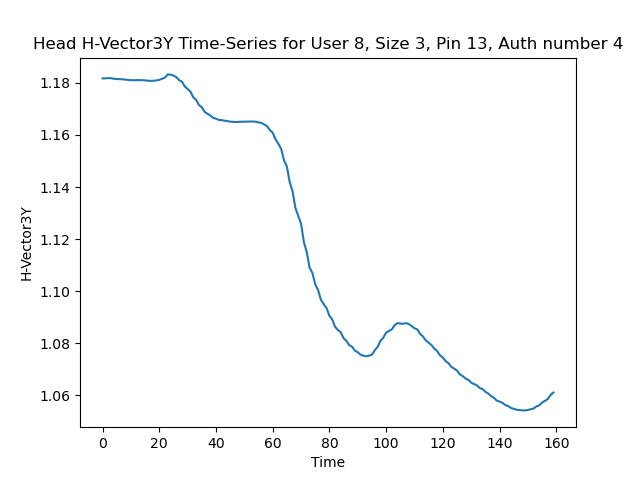 Head H-Vector3Y Time-Series for User 8, Size 3, Pin 13, Auth number 4
1.18
1.16
1.14
1.12
1.10
1.08
1.06
H-Vector3Y
0 20 40 60 80 100 120 140 160
Time